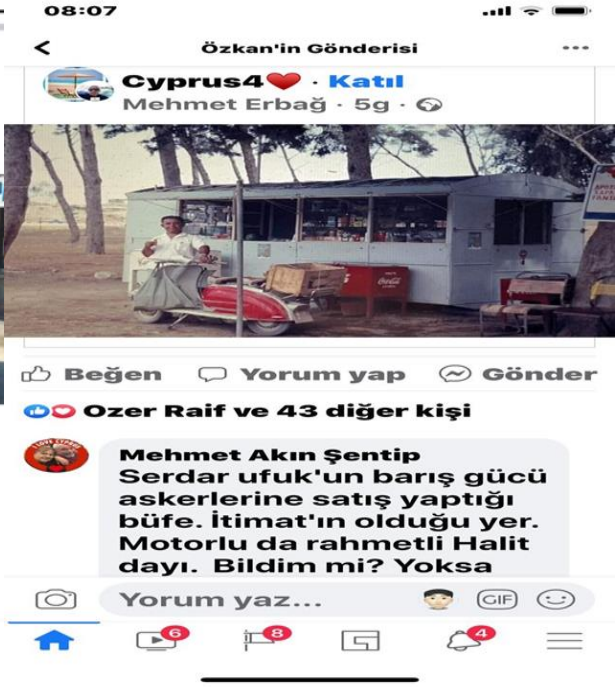 08:07
Özkan'in Gönderisi
Cyprus4❤️ · Katıl
Mehmet Erbağ · 5g ·
Coca-Cola
Beğen Yorum yap Gönder
Ozer Raif ve 43 diğer kişi
Mehmet Akın Şentip
Serdar ufuk'un barış gücü
askerlerine satış yaptığı
büfe. İtimat'ın olduğu yer.
Motorlu da rahmetli Halit
dayı. Bildim mi? Yoksa
Yorum yaz... GIF
6 8 4